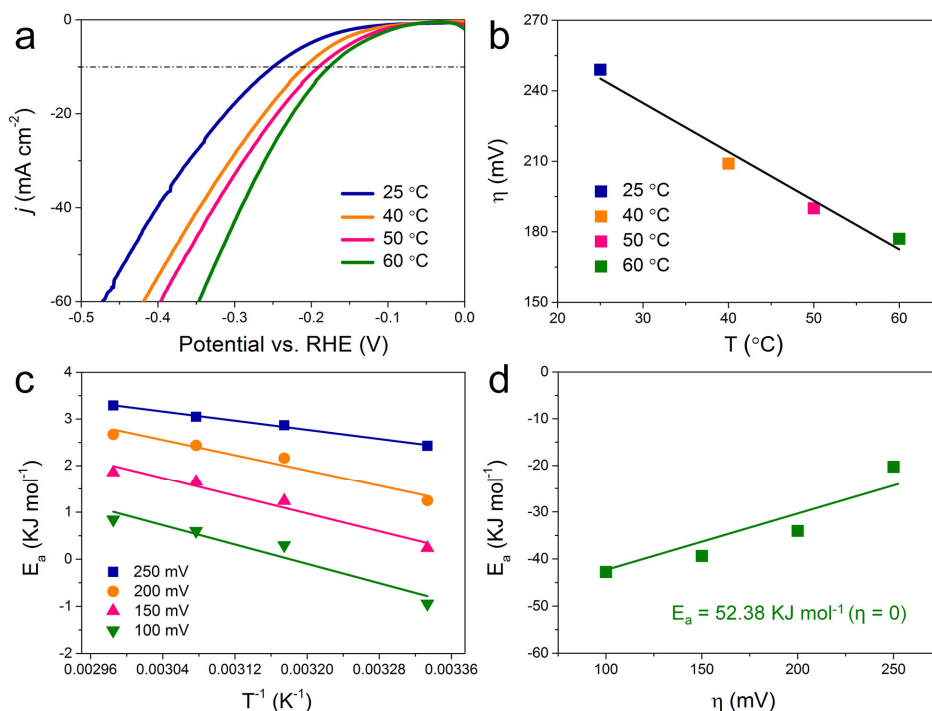 a
0
-20
-40
-60
j (mA cm⁻²)
25 °C
40 °C
50 °C
60 °C
-0.5
-0.4
-0.3
-0.2
-0.1
0.0
Potential vs. RHE (V)
b
270
240
210
180
150
η (mV)
25 °C
40 °C
50 °C
60 °C
30
40
50
60
T (°C)
c
4
3
2
1
0
-1
-2
Eₐ (KJ mol⁻¹)
250 mV
200 mV
150 mV
100 mV
0.00296
0.00304
0.00312
0.00320
0.00328
0.00336
T⁻¹ (K⁻¹)
d
0
-10
-20
-30
-40
-50
-60
Eₐ (KJ mol⁻¹)
Eₐ = 52.38 KJ mol⁻¹ (η = 0)
100
150
200
250
η (mV)